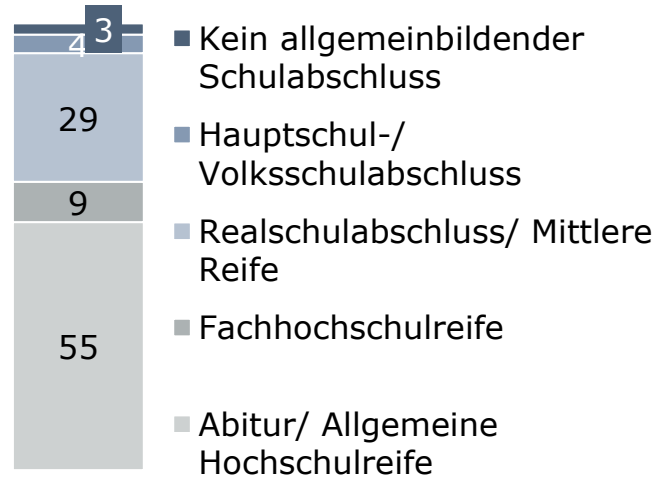 3
4
29
9
55
Kein allgemeinbildender
Schulabschluss
Hauptschul-/
Volksschulabschluss
Realschulabschluss/ Mittlere
Reife
Fachhochschulreife
Abitur/ Allgemeine
Hochschulreife